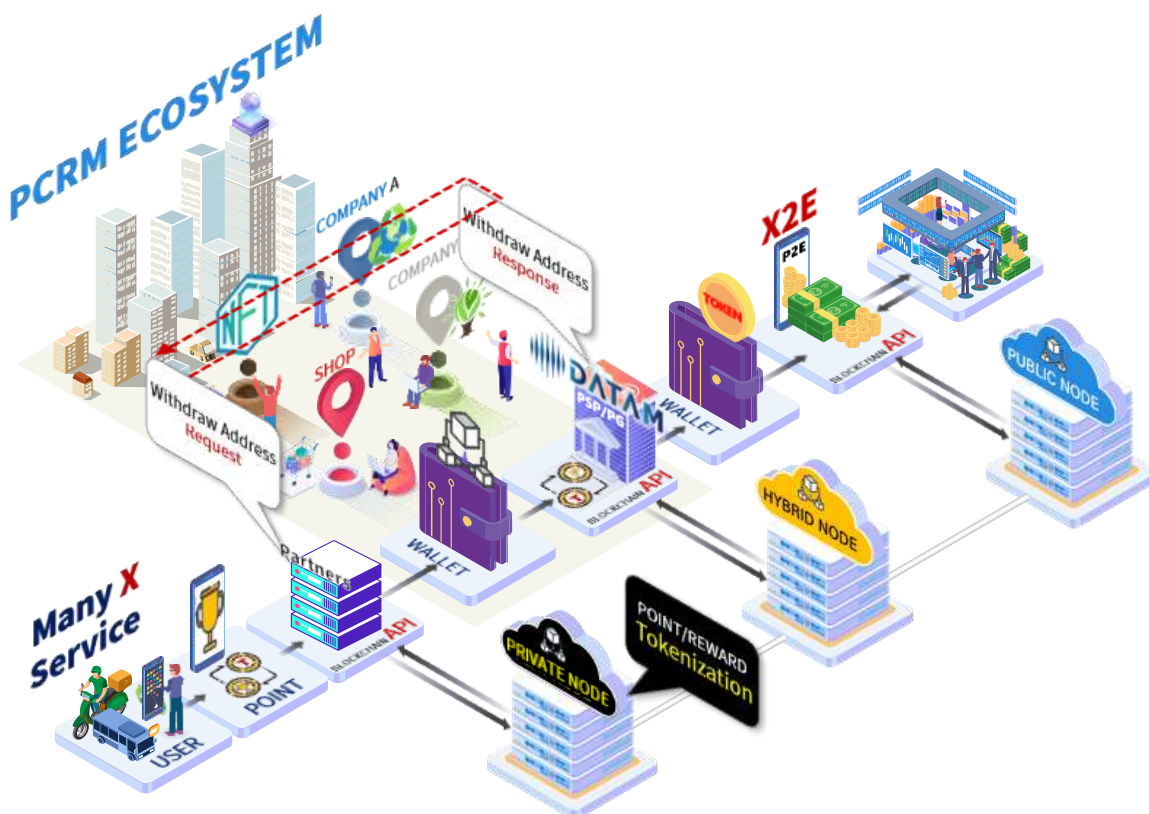 PCRM ECOSYSTEM
COMPANY A
COMPANY
NFT
SHOP
Withdraw Address
Response
Withdraw Address
Request
X2E
P2E
TOKEN
BLOCKCHAIN API
WALLET
DATAM
PSP/PG
BLOCKCHAIN API
WALLET
Partners
BLOCKCHAIN API
Many X
Service
POINT
USER
PUBLIC NODE
HYBRID NODE
PRIVATE NODE
POINT/REWARD
Tokenization